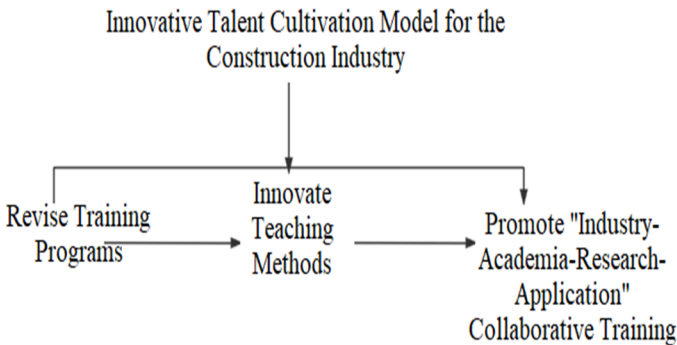 Innovative Talent Cultivation Model for the
Construction Industry
Revise Training
Programs
Innovate
Teaching
Methods
Promote "Industry-
Academia-Research-
Application"
Collaborative Training